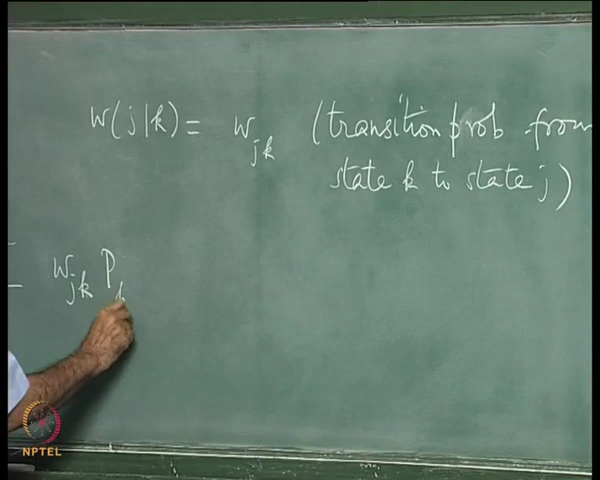 W(j|k) = w_jk (transition prob. from
state k to state j)
w_jk P
NPTEL